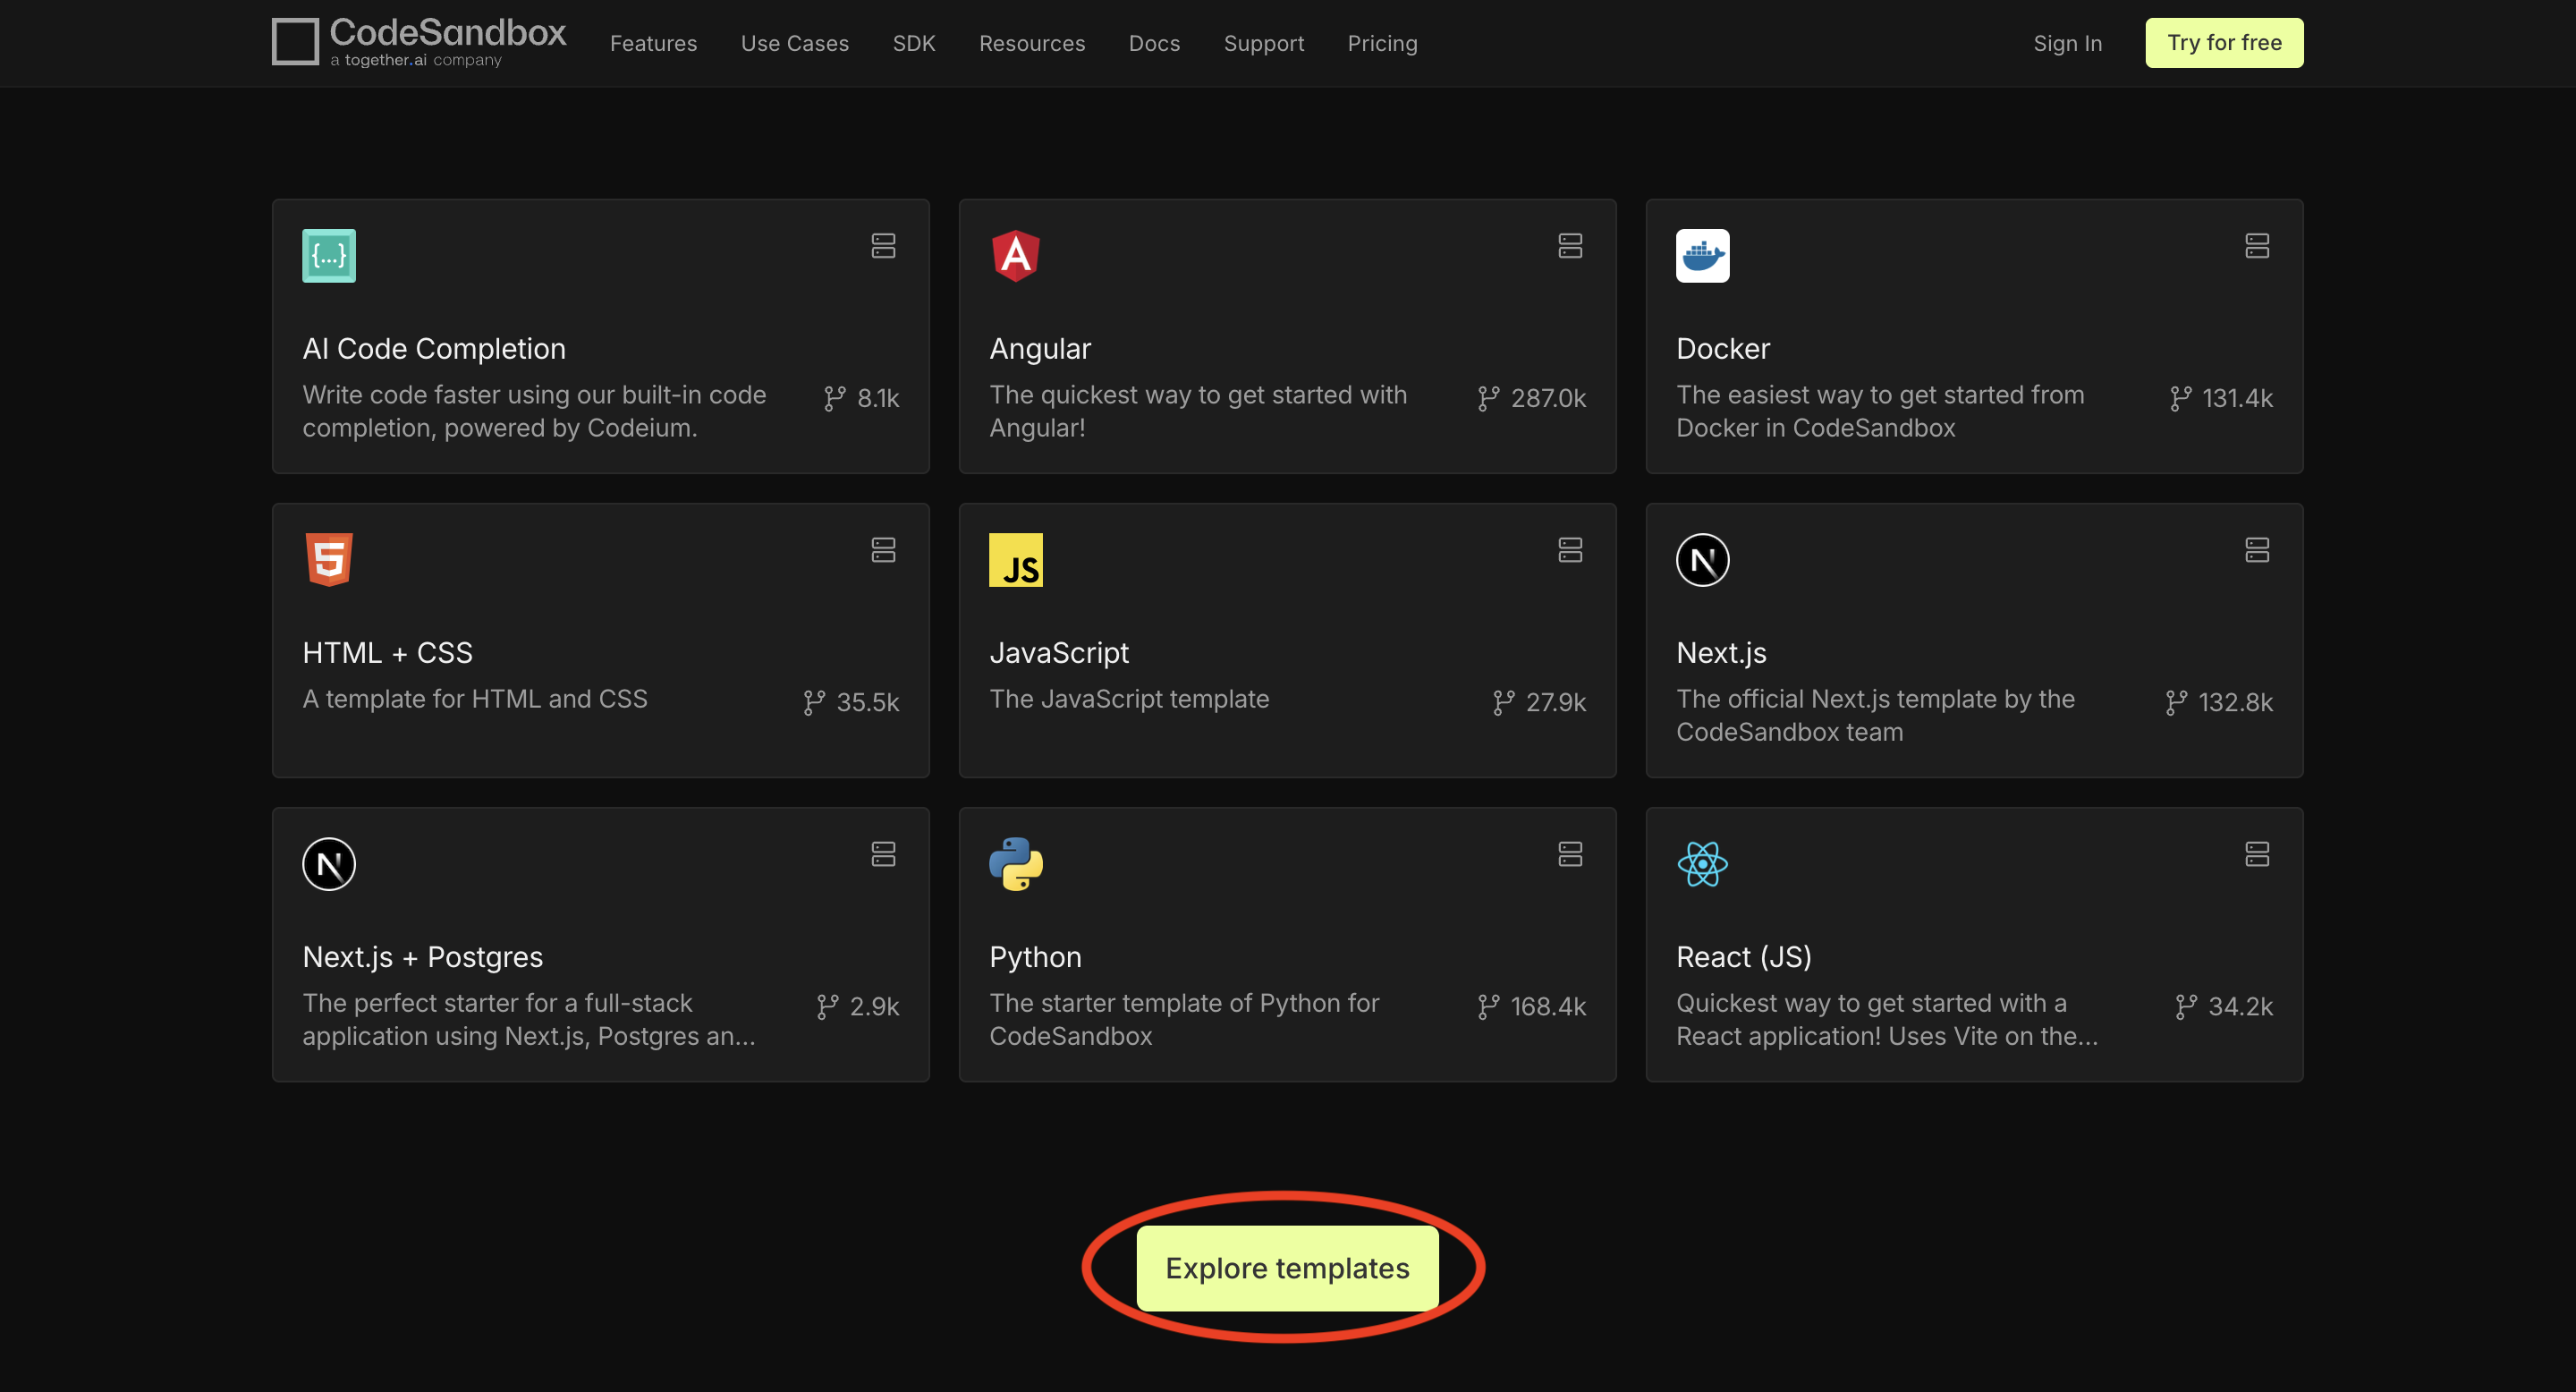 CodeSandbox
a together.ai company
Features
Use Cases
SDK
Resources
Docs
Support
Pricing
Sign In
Try for free
{...}
AI Code Completion
Write code faster using our built-in code
completion, powered by Codeium.
8.1k
A
Angular
The quickest way to get started with
Angular!
287.0k
Docker
The easiest way to get started from
Docker in CodeSandbox
131.4k
5
HTML + CSS
A template for HTML and CSS
35.5k
JS
JavaScript
The JavaScript template
27.9k
N
Next.js
The official Next.js template by the
CodeSandbox team
132.8k
N
Next.js + Postgres
The perfect starter for a full-stack
application using Next.js, Postgres an...
2.9k
Python
The starter template of Python for
CodeSandbox
168.4k
React (JS)
Quickest way to get started with a
React application! Uses Vite on the...
34.2k
Explore templates